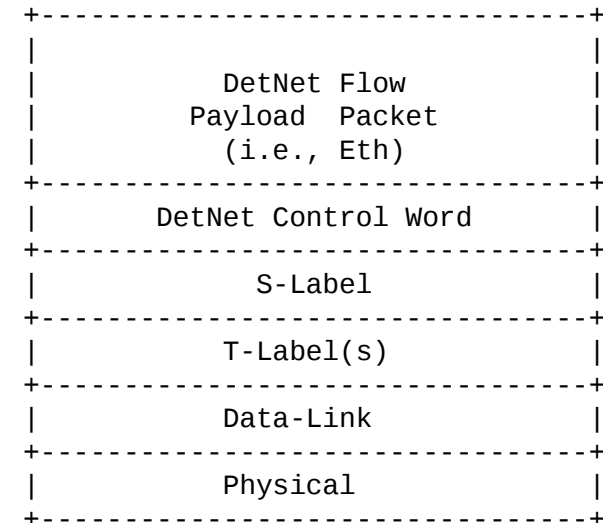 DetNet Flow
Payload Packet
(i.e., Eth)
DetNet Control Word
S-Label
T-Label(s)
Data-Link
Physical